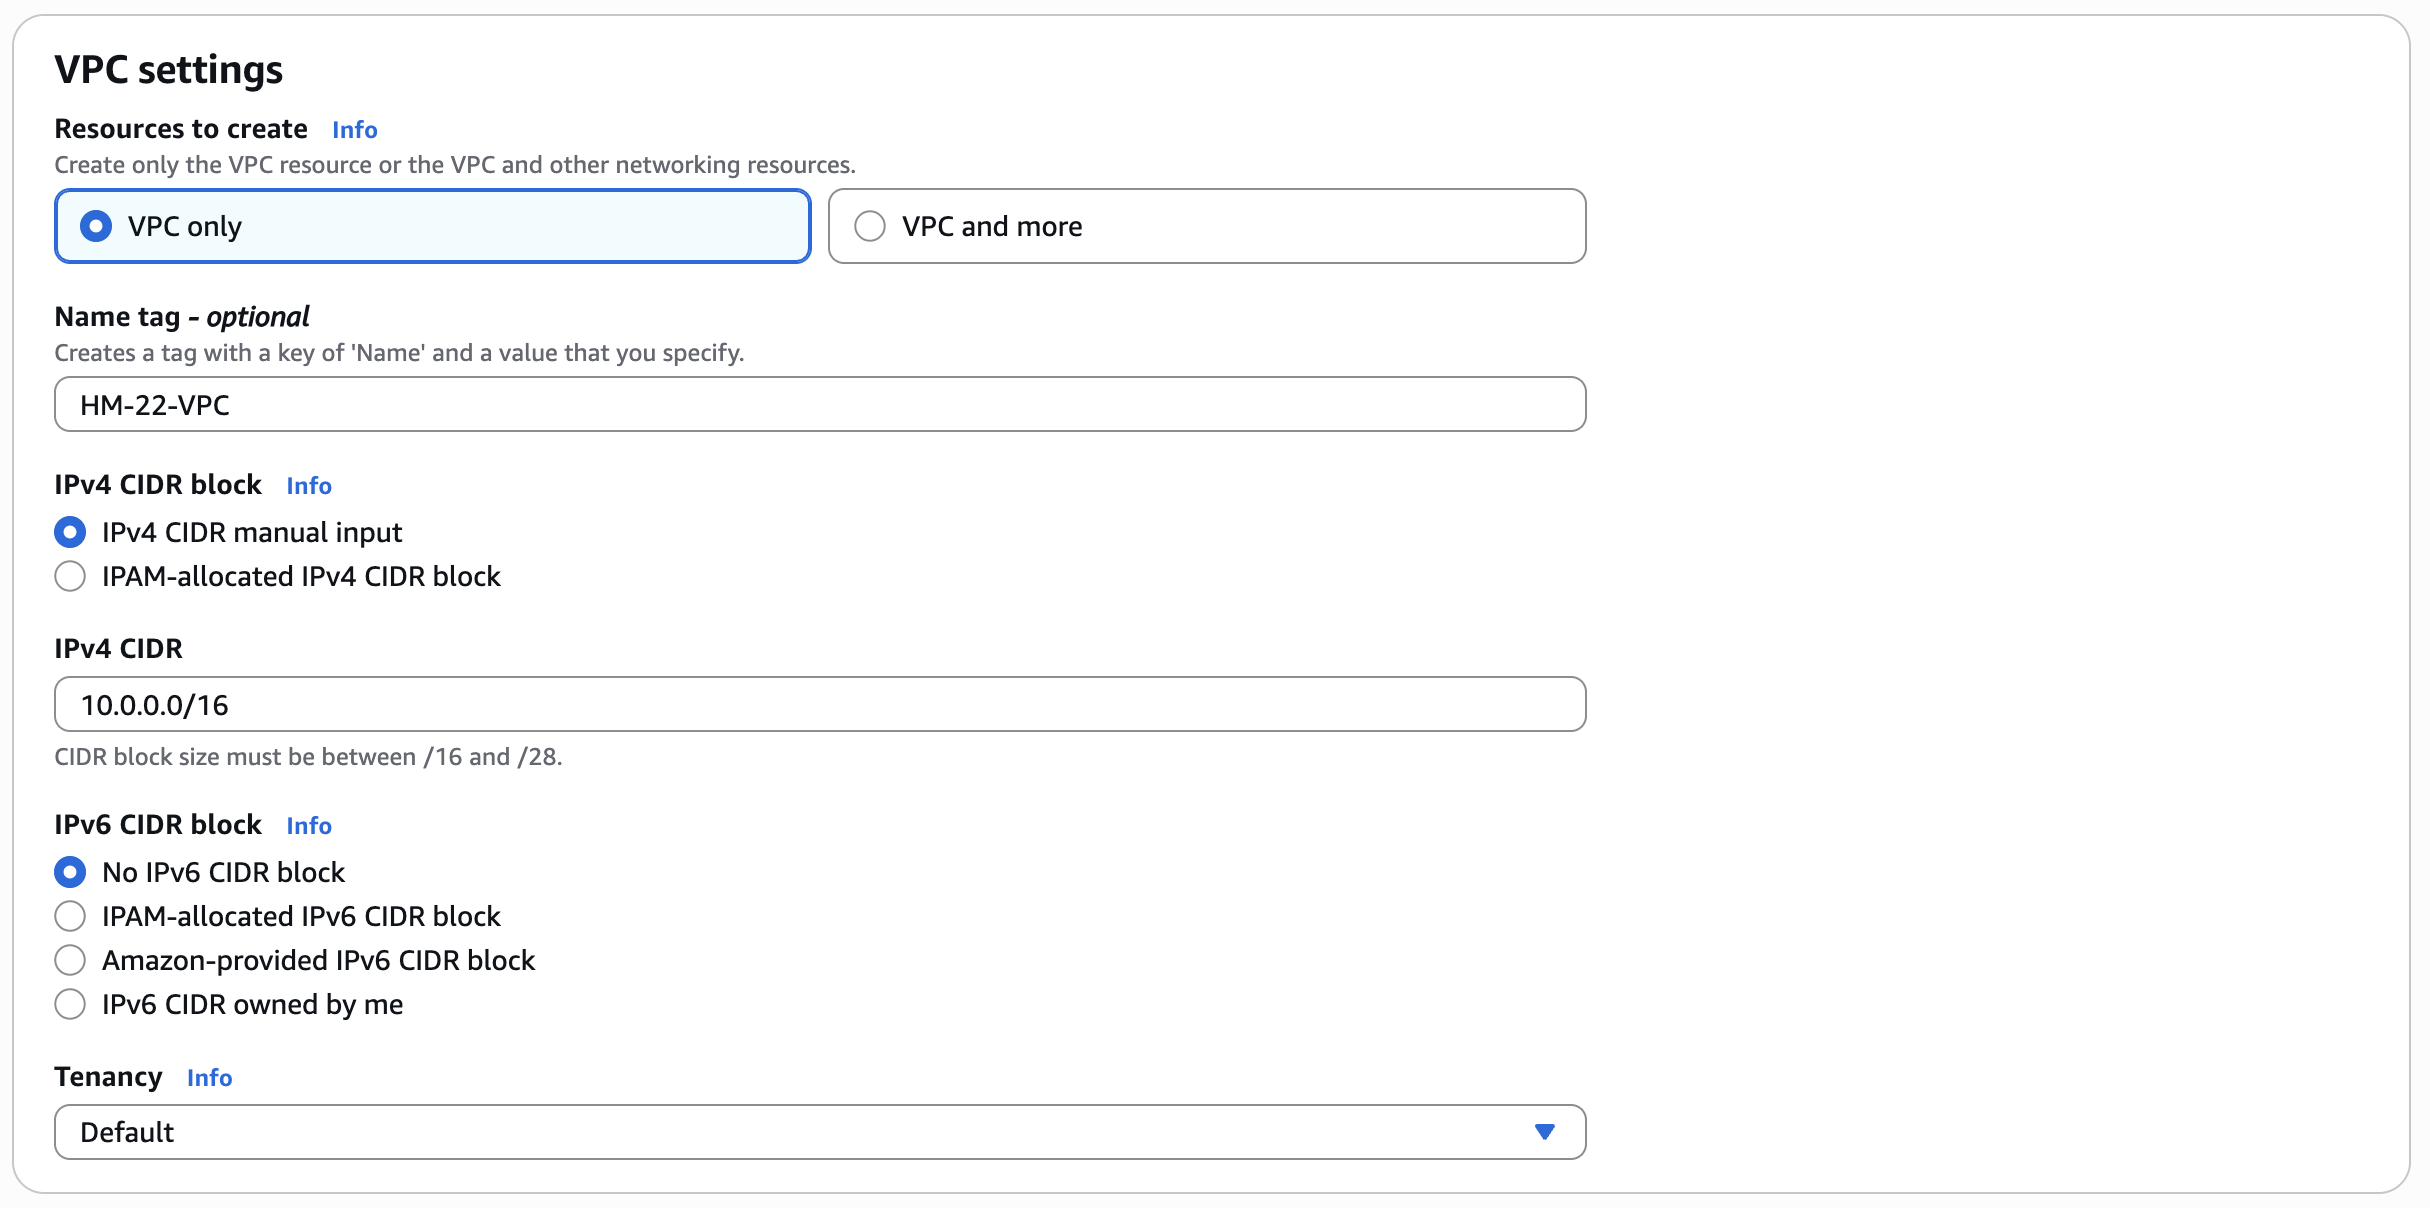 VPC settings
Resources to create Info
Create only the VPC resource or the VPC and other networking resources.
VPC only
VPC and more
Name tag - optional
Creates a tag with a key of 'Name' and a value that you specify.
HM-22-VPC
IPv4 CIDR block Info
IPv4 CIDR manual input
IPAM-allocated IPv4 CIDR block
IPv4 CIDR
10.0.0.0/16
CIDR block size must be between /16 and /28.
IPv6 CIDR block Info
No IPv6 CIDR block
IPAM-allocated IPv6 CIDR block
Amazon-provided IPv6 CIDR block
IPv6 CIDR owned by me
Tenancy Info
Default